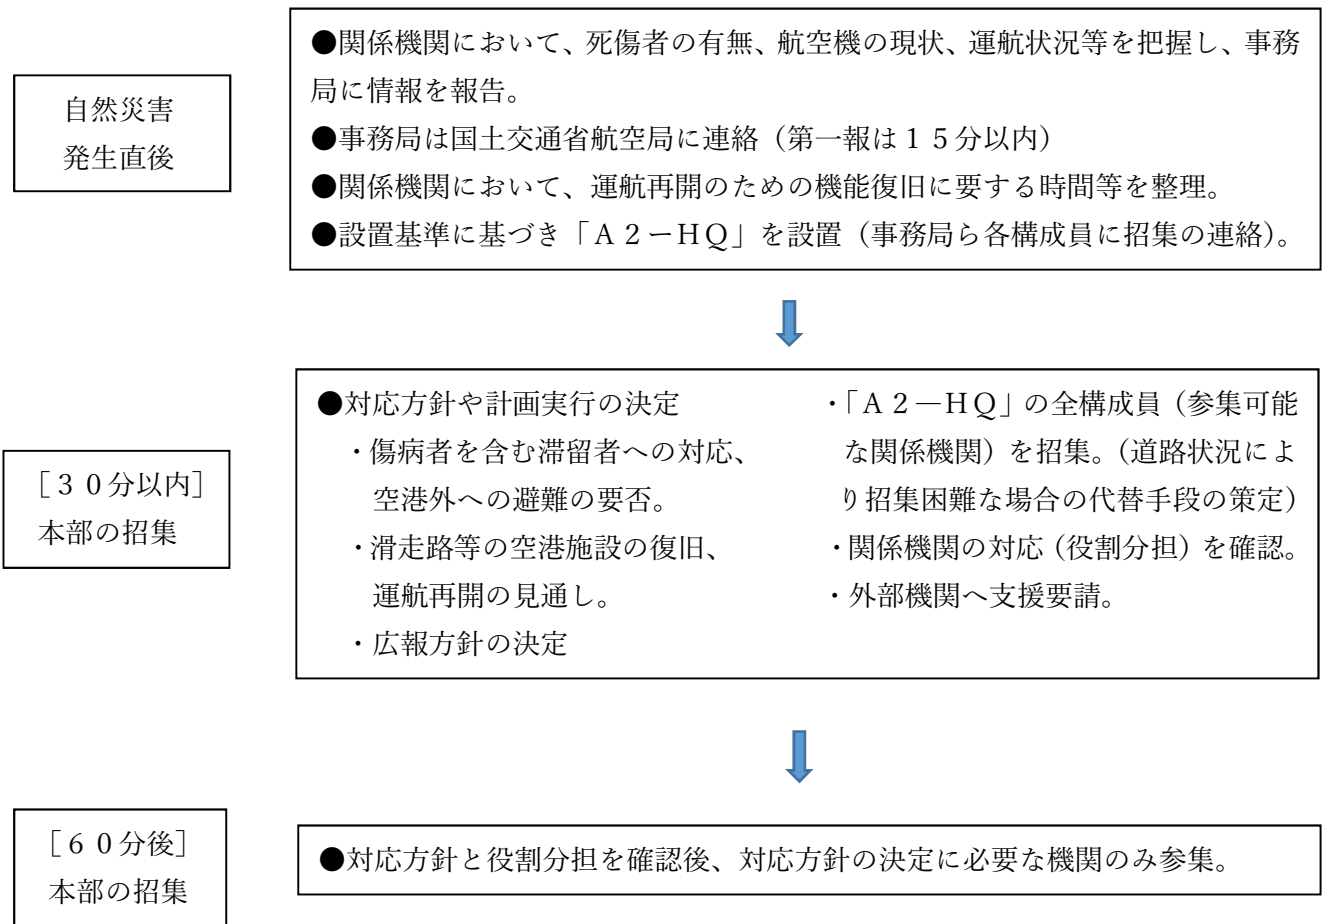 自然災害
発生直後
●関係機関において、死傷者の有無、航空機の現状、運航状況等を把握し、事務
局に情報を報告。
●事務局は国土交通省航空局に連絡（第一報は１５分以内）
●関係機関において、運航再開のための機能復旧に要する時間等を整理。
●設置基準に基づき「Ａ２ーＨＱ」を設置（事務局ら各構成員に招集の連絡）。
［３０分以内］
本部の招集
●対応方針や計画実行の決定
・傷病者を含む滞留者への対応、
空港外への避難の要否。
・滑走路等の空港施設の復旧、
運航再開の見通し。
・広報方針の決定
・「Ａ２―ＨＱ」の全構成員（参集可能
な関係機関）を招集。（道路状況によ
り招集困難な場合の代替手段の策定）
・関係機関の対応（役割分担）を確認。
・外部機関へ支援要請。
［６０分後］
本部の招集
●対応方針と役割分担を確認後、対応方針の決定に必要な機関のみ参集。